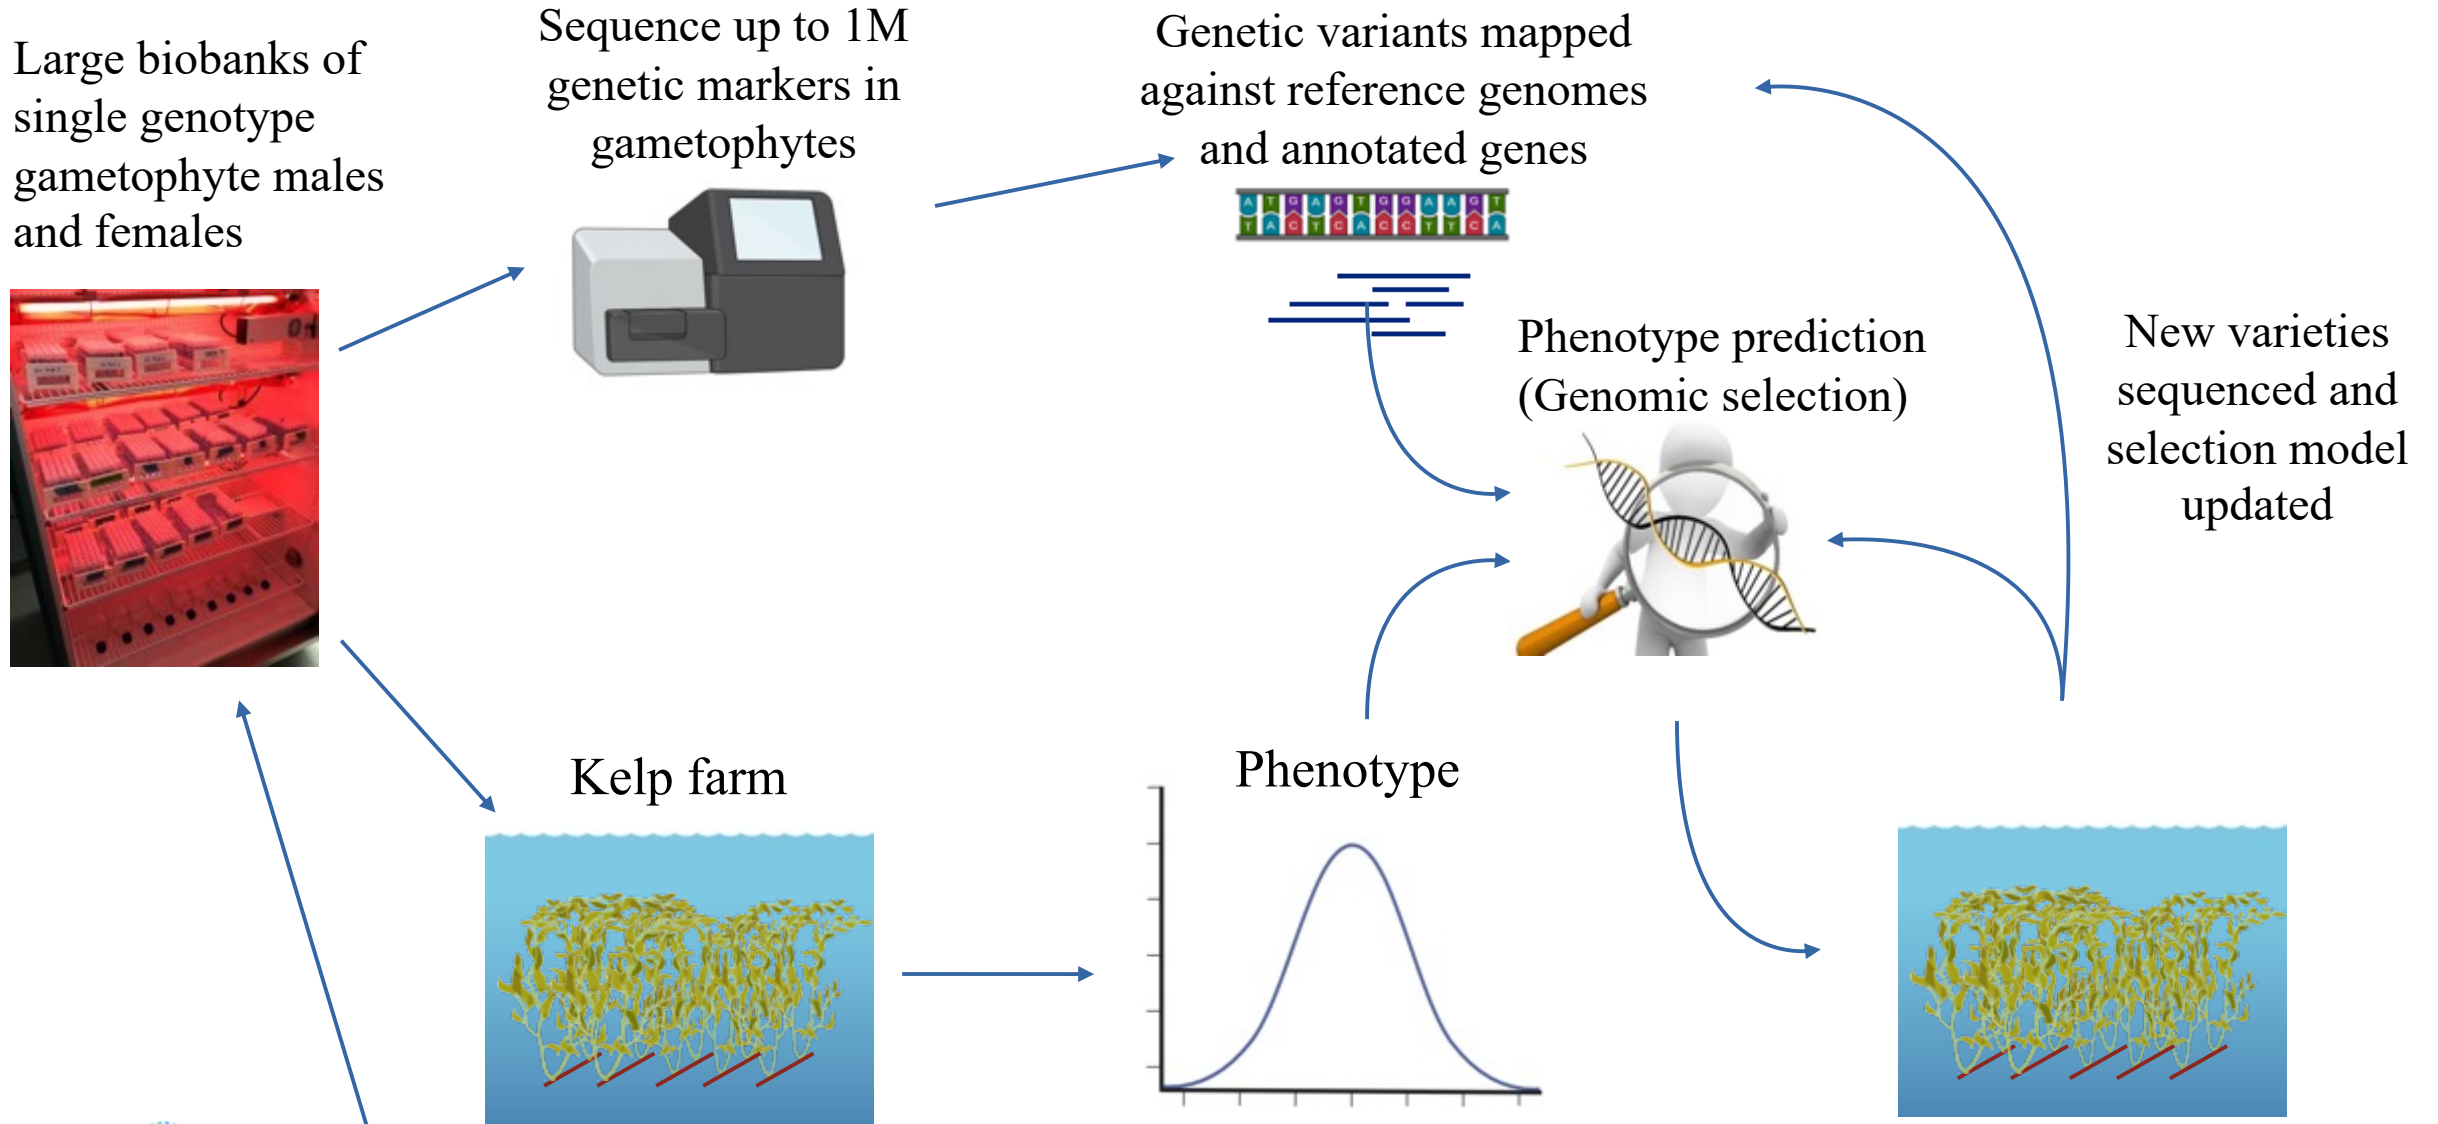 Large biobanks of
single genotype
gametophyte males
and females
Sequence up to 1M
genetic markers in
gametophytes
Genetic variants mapped
against reference genomes
and annotated genes
A T G A G T G G A A G T
T A C T C A C C T T C A
Phenotype prediction
(Genomic selection)
New varieties
sequenced and
selection model
updated
Kelp farm
Phenotype